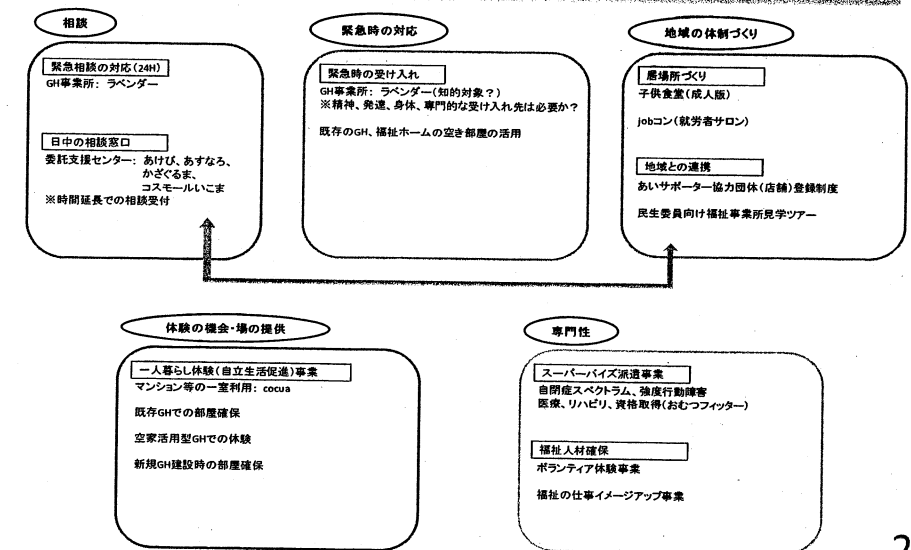 相談
緊急相談の対応(24H)
GH事業所: ラベンダー
日中の相談窓口
委託支援センター: あけび、あすなろ、
かざぐるま、
コスモールいこま
※時間延長での相談受付
緊急時の対応
緊急時の受け入れ
GH事業所: ラベンダー(知的対象?)
※精神、発達、身体、専門的な受け入れ先は必要か?
既存のGH、福祉ホームの空き部屋の活用
地域の体制づくり
居場所づくり
子供食堂(成人版)
jobコン(就労者サロン)
地域との連携
あいサポーター協力団体(店舗)登録制度
民生委員向け福祉事業所見学ツアー
体験の機会・場の提供
一人暮らし体験(自立生活促進)事業
マンション等の一室利用: cocua
既存GHでの部屋確保
空家活用型GHでの体験
新規GH建設時の部屋確保
専門性
スーパーバイズ派遣事業
自閉症スペクトラム、強度行動障害
医療、リハビリ、資格取得(おむつフィッター)
福祉人材確保
ボランティア体験事業
福祉の仕事イメージアップ事業
2